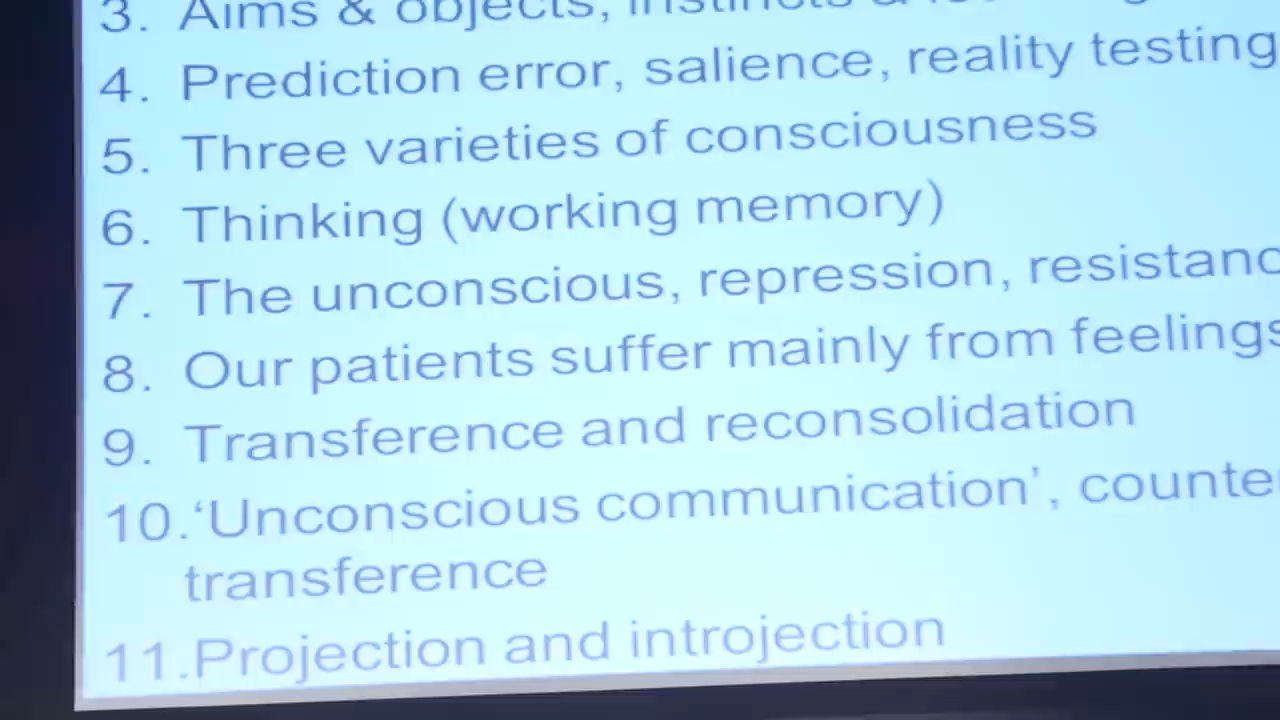 3. Aims & objects, instincts &
4. Prediction error, salience, reality testing
5. Three varieties of consciousness
6. Thinking (working memory)
7. The unconscious, repression, resistanc
8. Our patients suffer mainly from feelings
9. Transference and reconsolidation
10. ‘Unconscious communication’, counter
transference
11. Projection and introjection